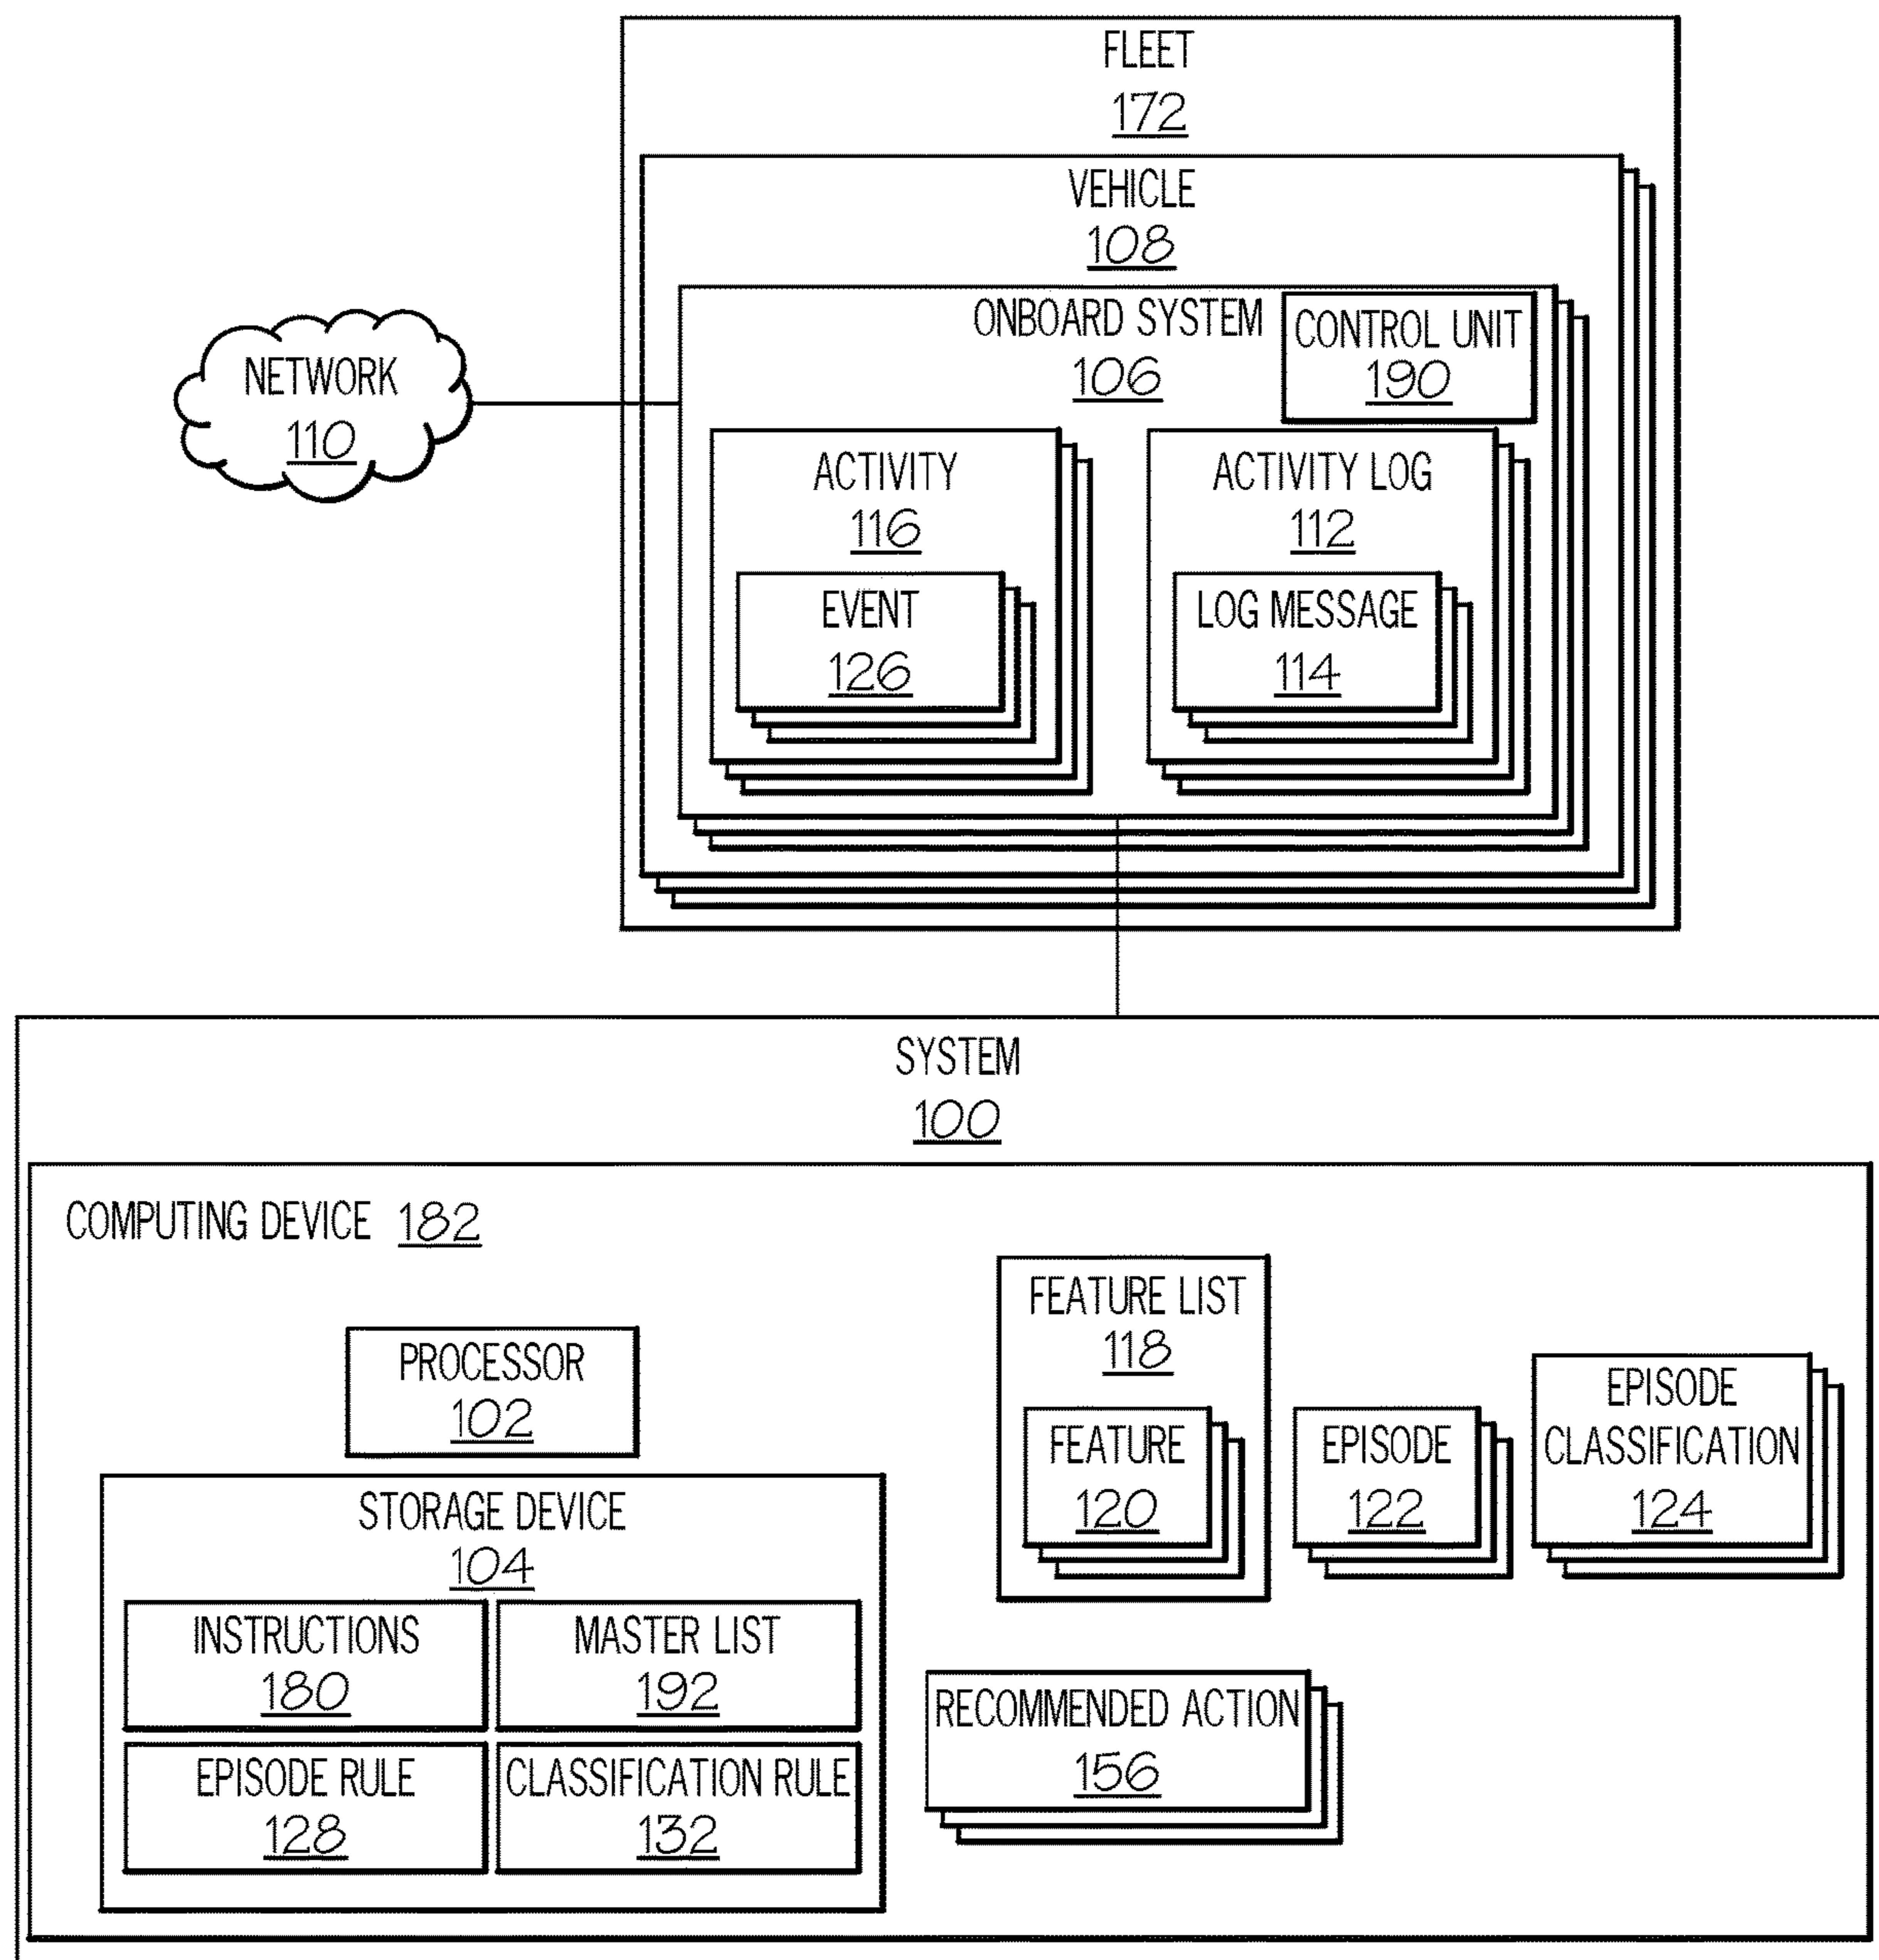 FLEET
172
VEHICLE
108
ONBOARD SYSTEM
106
CONTROL UNIT
190
NETWORK
110
ACTIVITY
116
EVENT
126
ACTIVITY LOG
112
LOG MESSAGE
114
SYSTEM
100
COMPUTING DEVICE 182
PROCESSOR
102
STORAGE DEVICE
104
INSTRUCTIONS
180
MASTER LIST
192
EPISODE RULE
128
CLASSIFICATION RULE
132
FEATURE LIST
118
FEATURE
120
EPISODE
122
EPISODE
CLASSIFICATION
124
RECOMMENDED ACTION
156